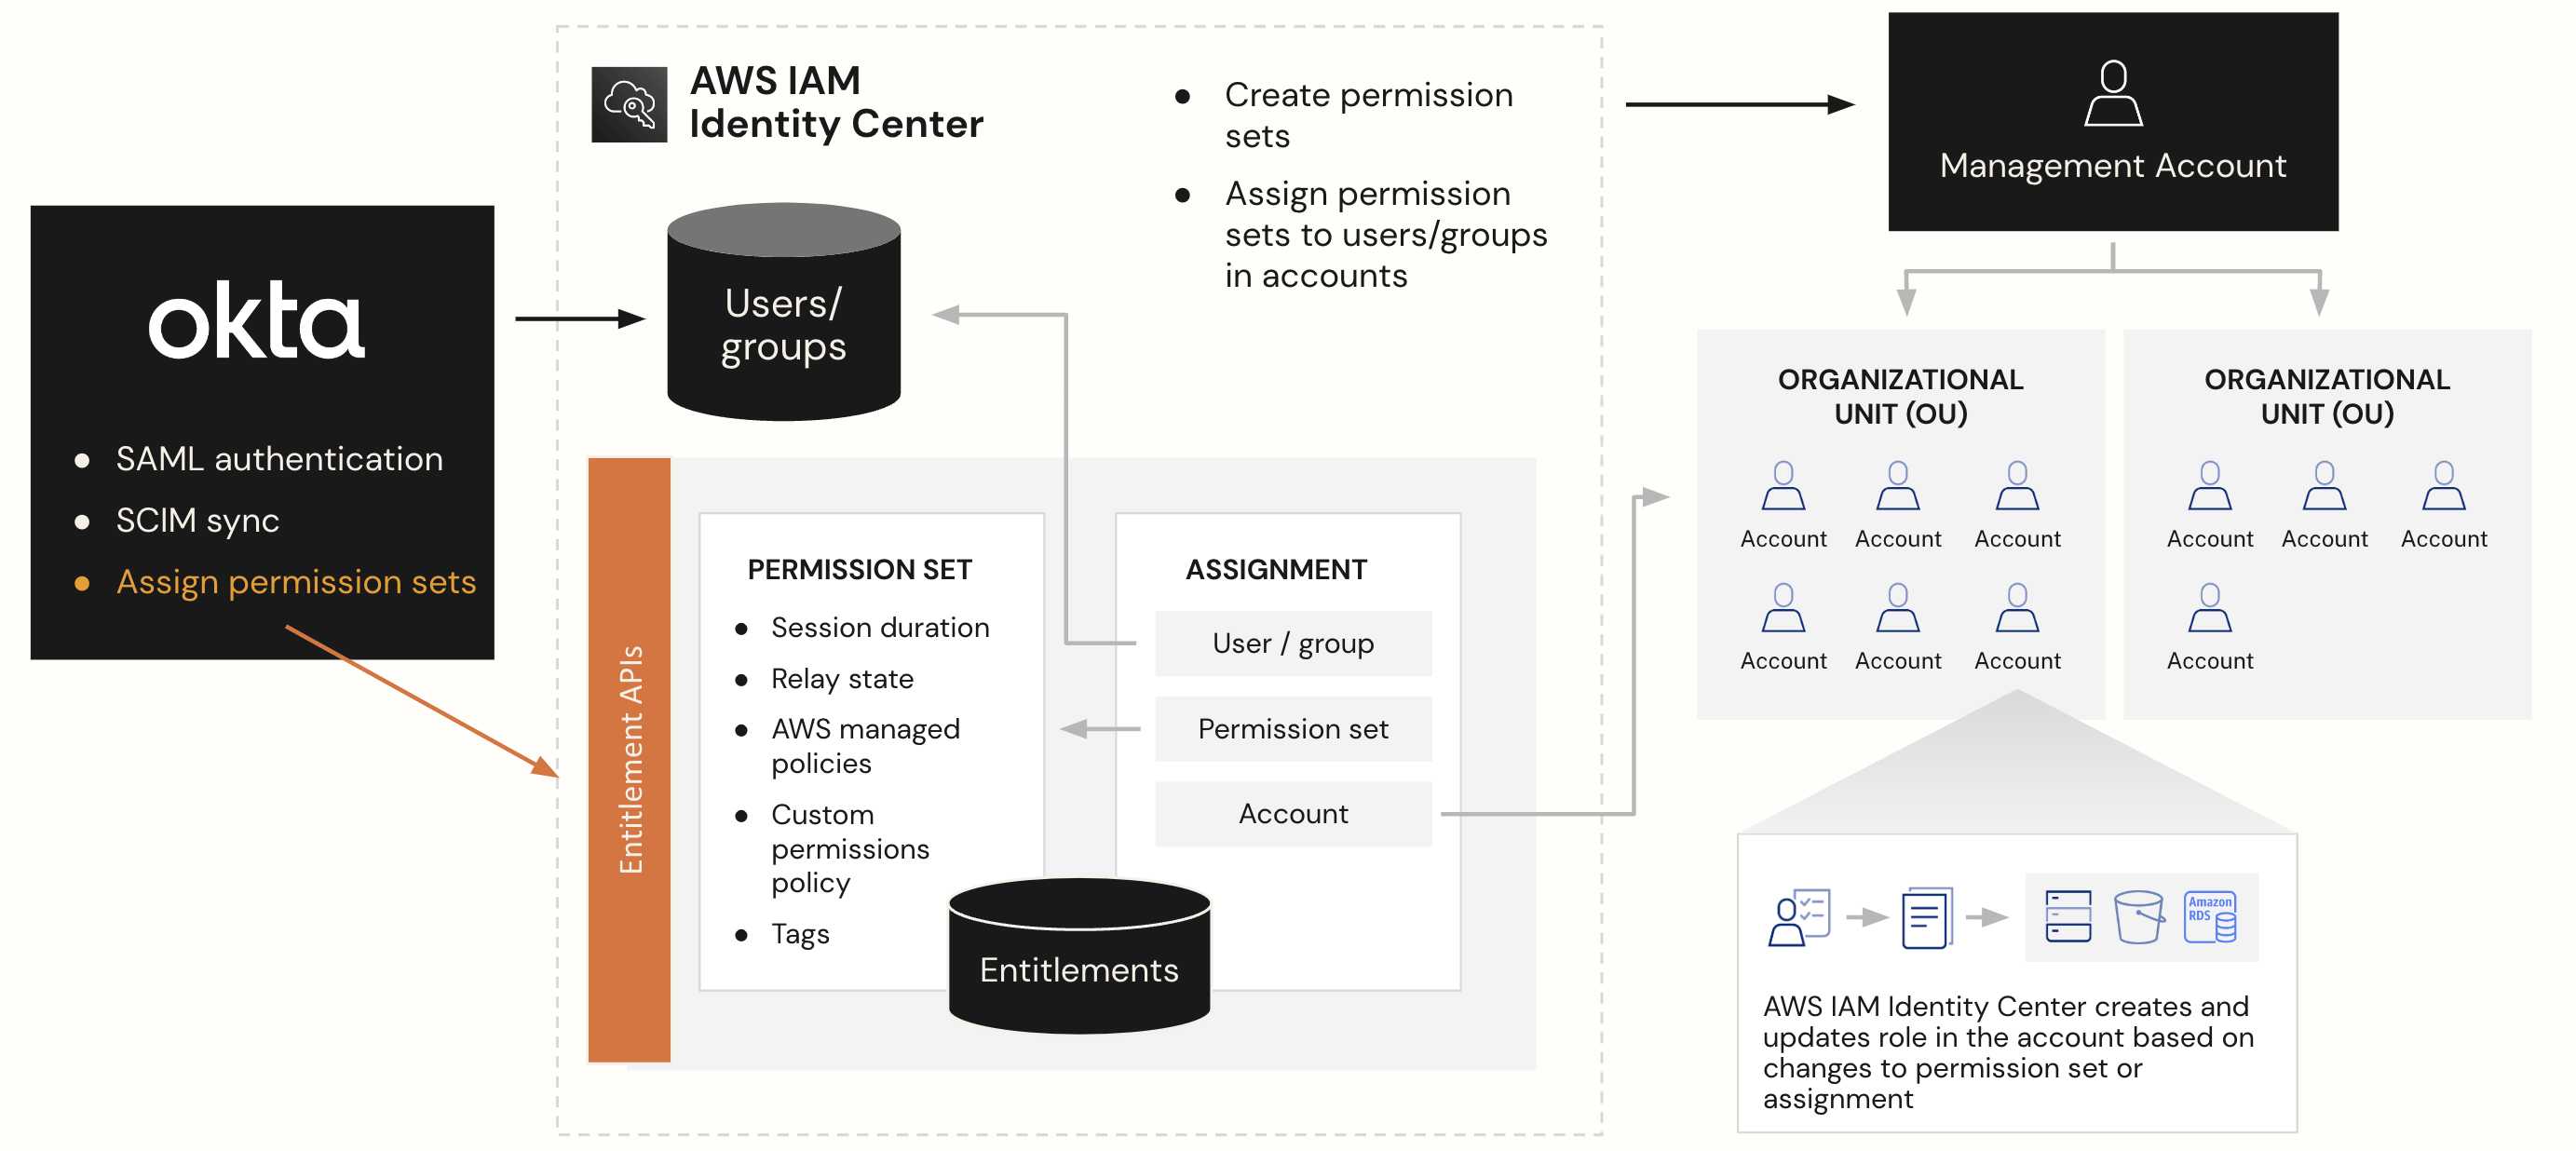 okta
SAML authentication
SCIM sync
Assign permission sets
AWS IAM
Identity Center
Create permission
sets
Assign permission
sets to users/groups
in accounts
Users/
groups
Entitlement APIs
PERMISSION SET
Session duration
Relay state
AWS managed
policies
Custom
permissions
policy
Tags
ASSIGNMENT
User / group
Permission set
Account
Entitlements
Management Account
ORGANIZATIONAL
UNIT (OU)
Account Account Account
Account Account Account
ORGANIZATIONAL
UNIT (OU)
Account Account Account
Account
Amazon
RDS
AWS IAM Identity Center creates and
updates role in the account based on
changes to permission set or
assignment